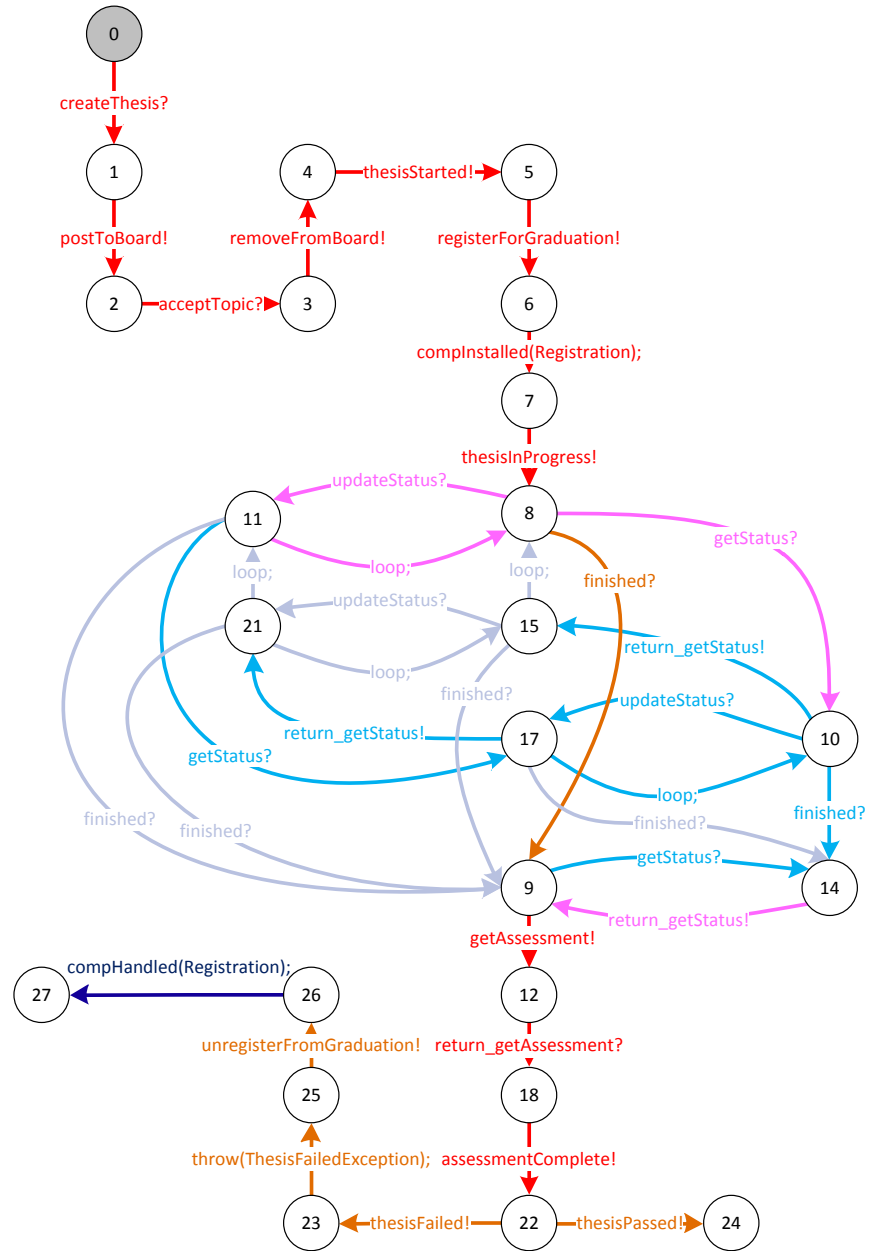 0
createThesis?
1
4
thesisStarted!
5
postToBoard!
removeFromBoard!
registerForGraduation!
2
acceptTopic?
3
6
compInstalled(Registration);
7
thesisInProgress!
updateStatus?
8
11
getStatus?
loop;
loop;
loop;
finished?
updateStatus?
21
15
return_getStatus!
loop;
finished?
updateStatus?
return_getStatus!
17
10
getStatus?
loop;
finished?
finished?
finished?
finished?
getStatus?
9
14
return_getStatus!
getAssessment!
compHandled(Registration);
27
26
12
unregisterFromGraduation!
return_getAssessment?
25
18
throw(ThesisFailedException);
assessmentComplete!
23
thesisFailed!
22
thesisPassed!
24